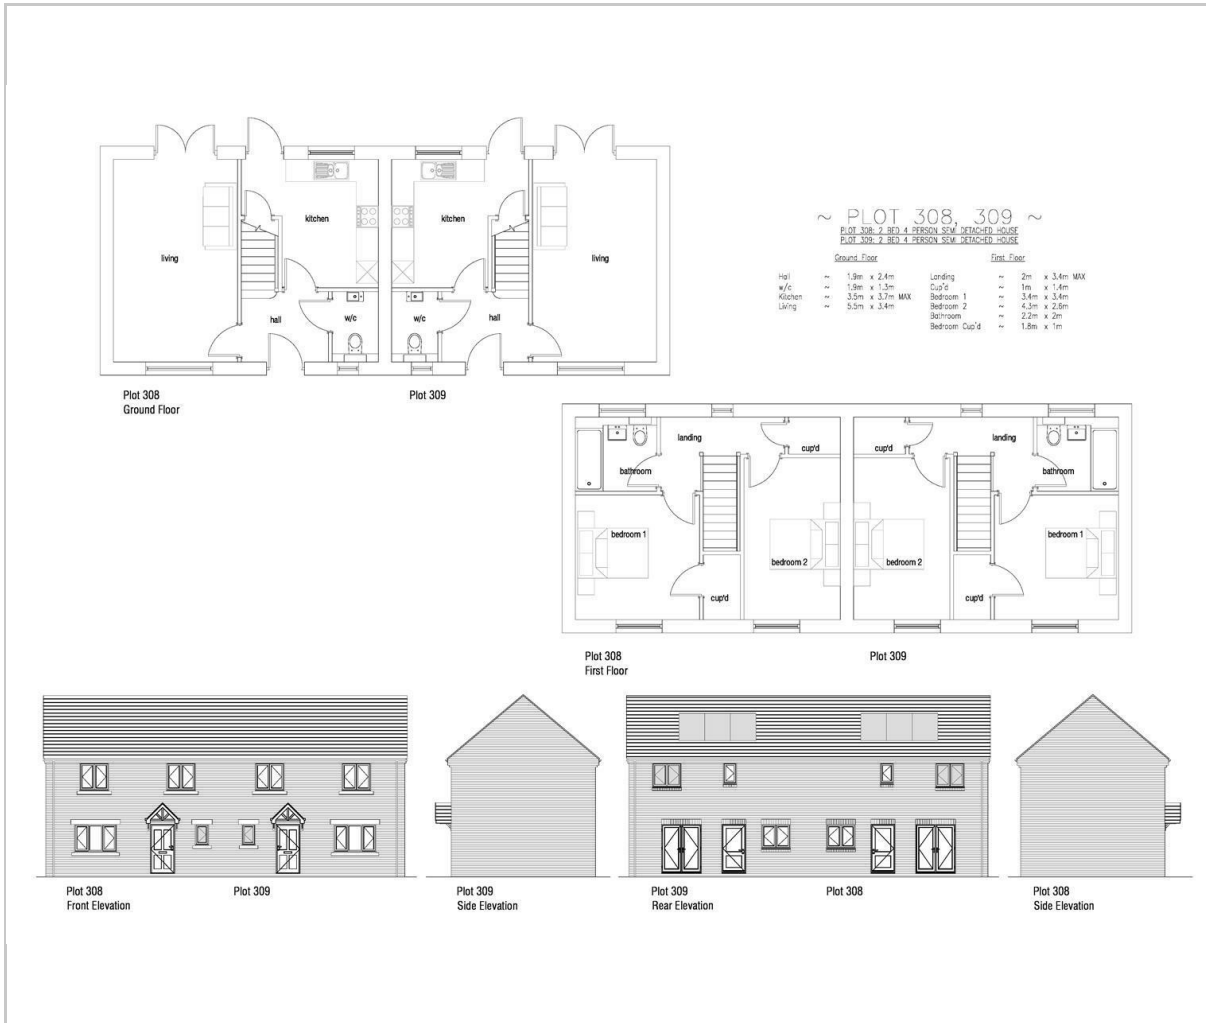 living
kitchen
kitchen
living
hall
w/c
w/c
hall
Plot 308
Ground Floor
Plot 309
~ PLOT 308, 309 ~
PLOT 308: 2 BED 4 PERSON SEMI DETACHED HOUSE
PLOT 309: 2 BED 4 PERSON SEMI DETACHED HOUSE
Ground Floor
Hall ~ 1.9m x 2.4m
w/c ~ 1.9m x 1.3m
Kitchen ~ 3.5m x 3.7m MAX
Living ~ 5.5m x 3.4m
First Floor
Landing ~ 2m x 3.4m MAX
Cup'd ~ 1m x 1.4m
Bedroom 1 ~ 3.4m x 3.4m
Bedroom 2 ~ 4.3m x 2.6m
Bathroom ~ 2.2m x 2m
Bedroom Cup'd ~ 1.8m x 1m
landing
cup'd
cup'd
landing
bathroom
bathroom
bedroom 1
bedroom 2
bedroom 2
bedroom 1
cup'd
cup'd
Plot 308
First Floor
Plot 309
Plot 308
Front Elevation
Plot 309
Plot 309
Side Elevation
Plot 309
Rear Elevation
Plot 308
Plot 308
Side Elevation